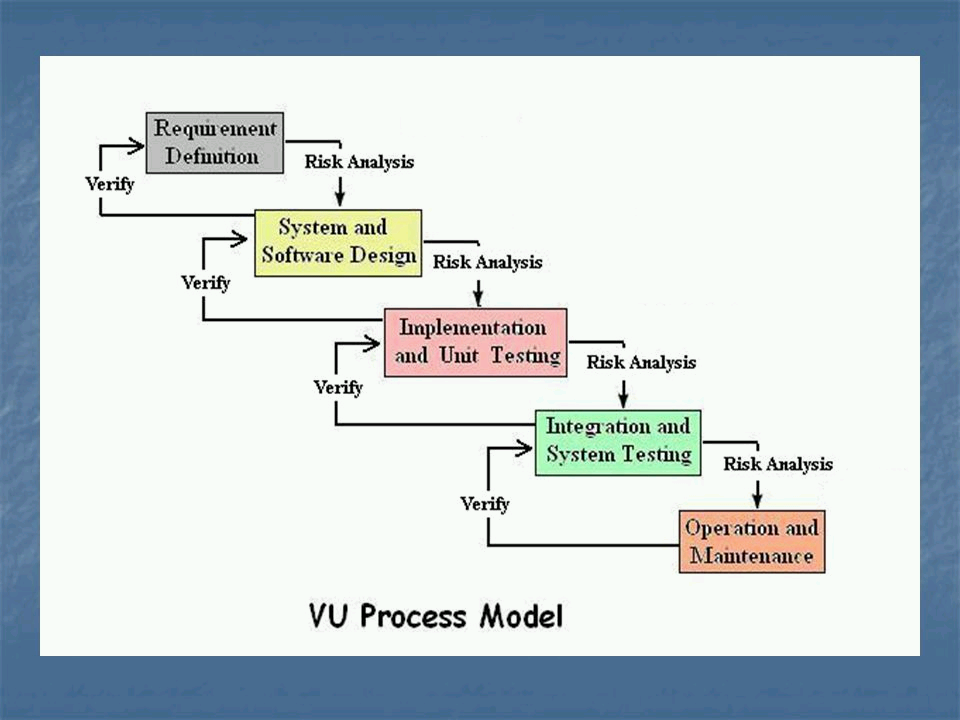 Requirement
Definition
Risk Analysis
Verify
System and
Software Design
Risk Analysis
Verify
Implementation
and Unit Testing
Risk Analysis
Verify
Integration and
System Testing
Risk Analysis
Verify
Operation and
Maintenance
VU Process Model